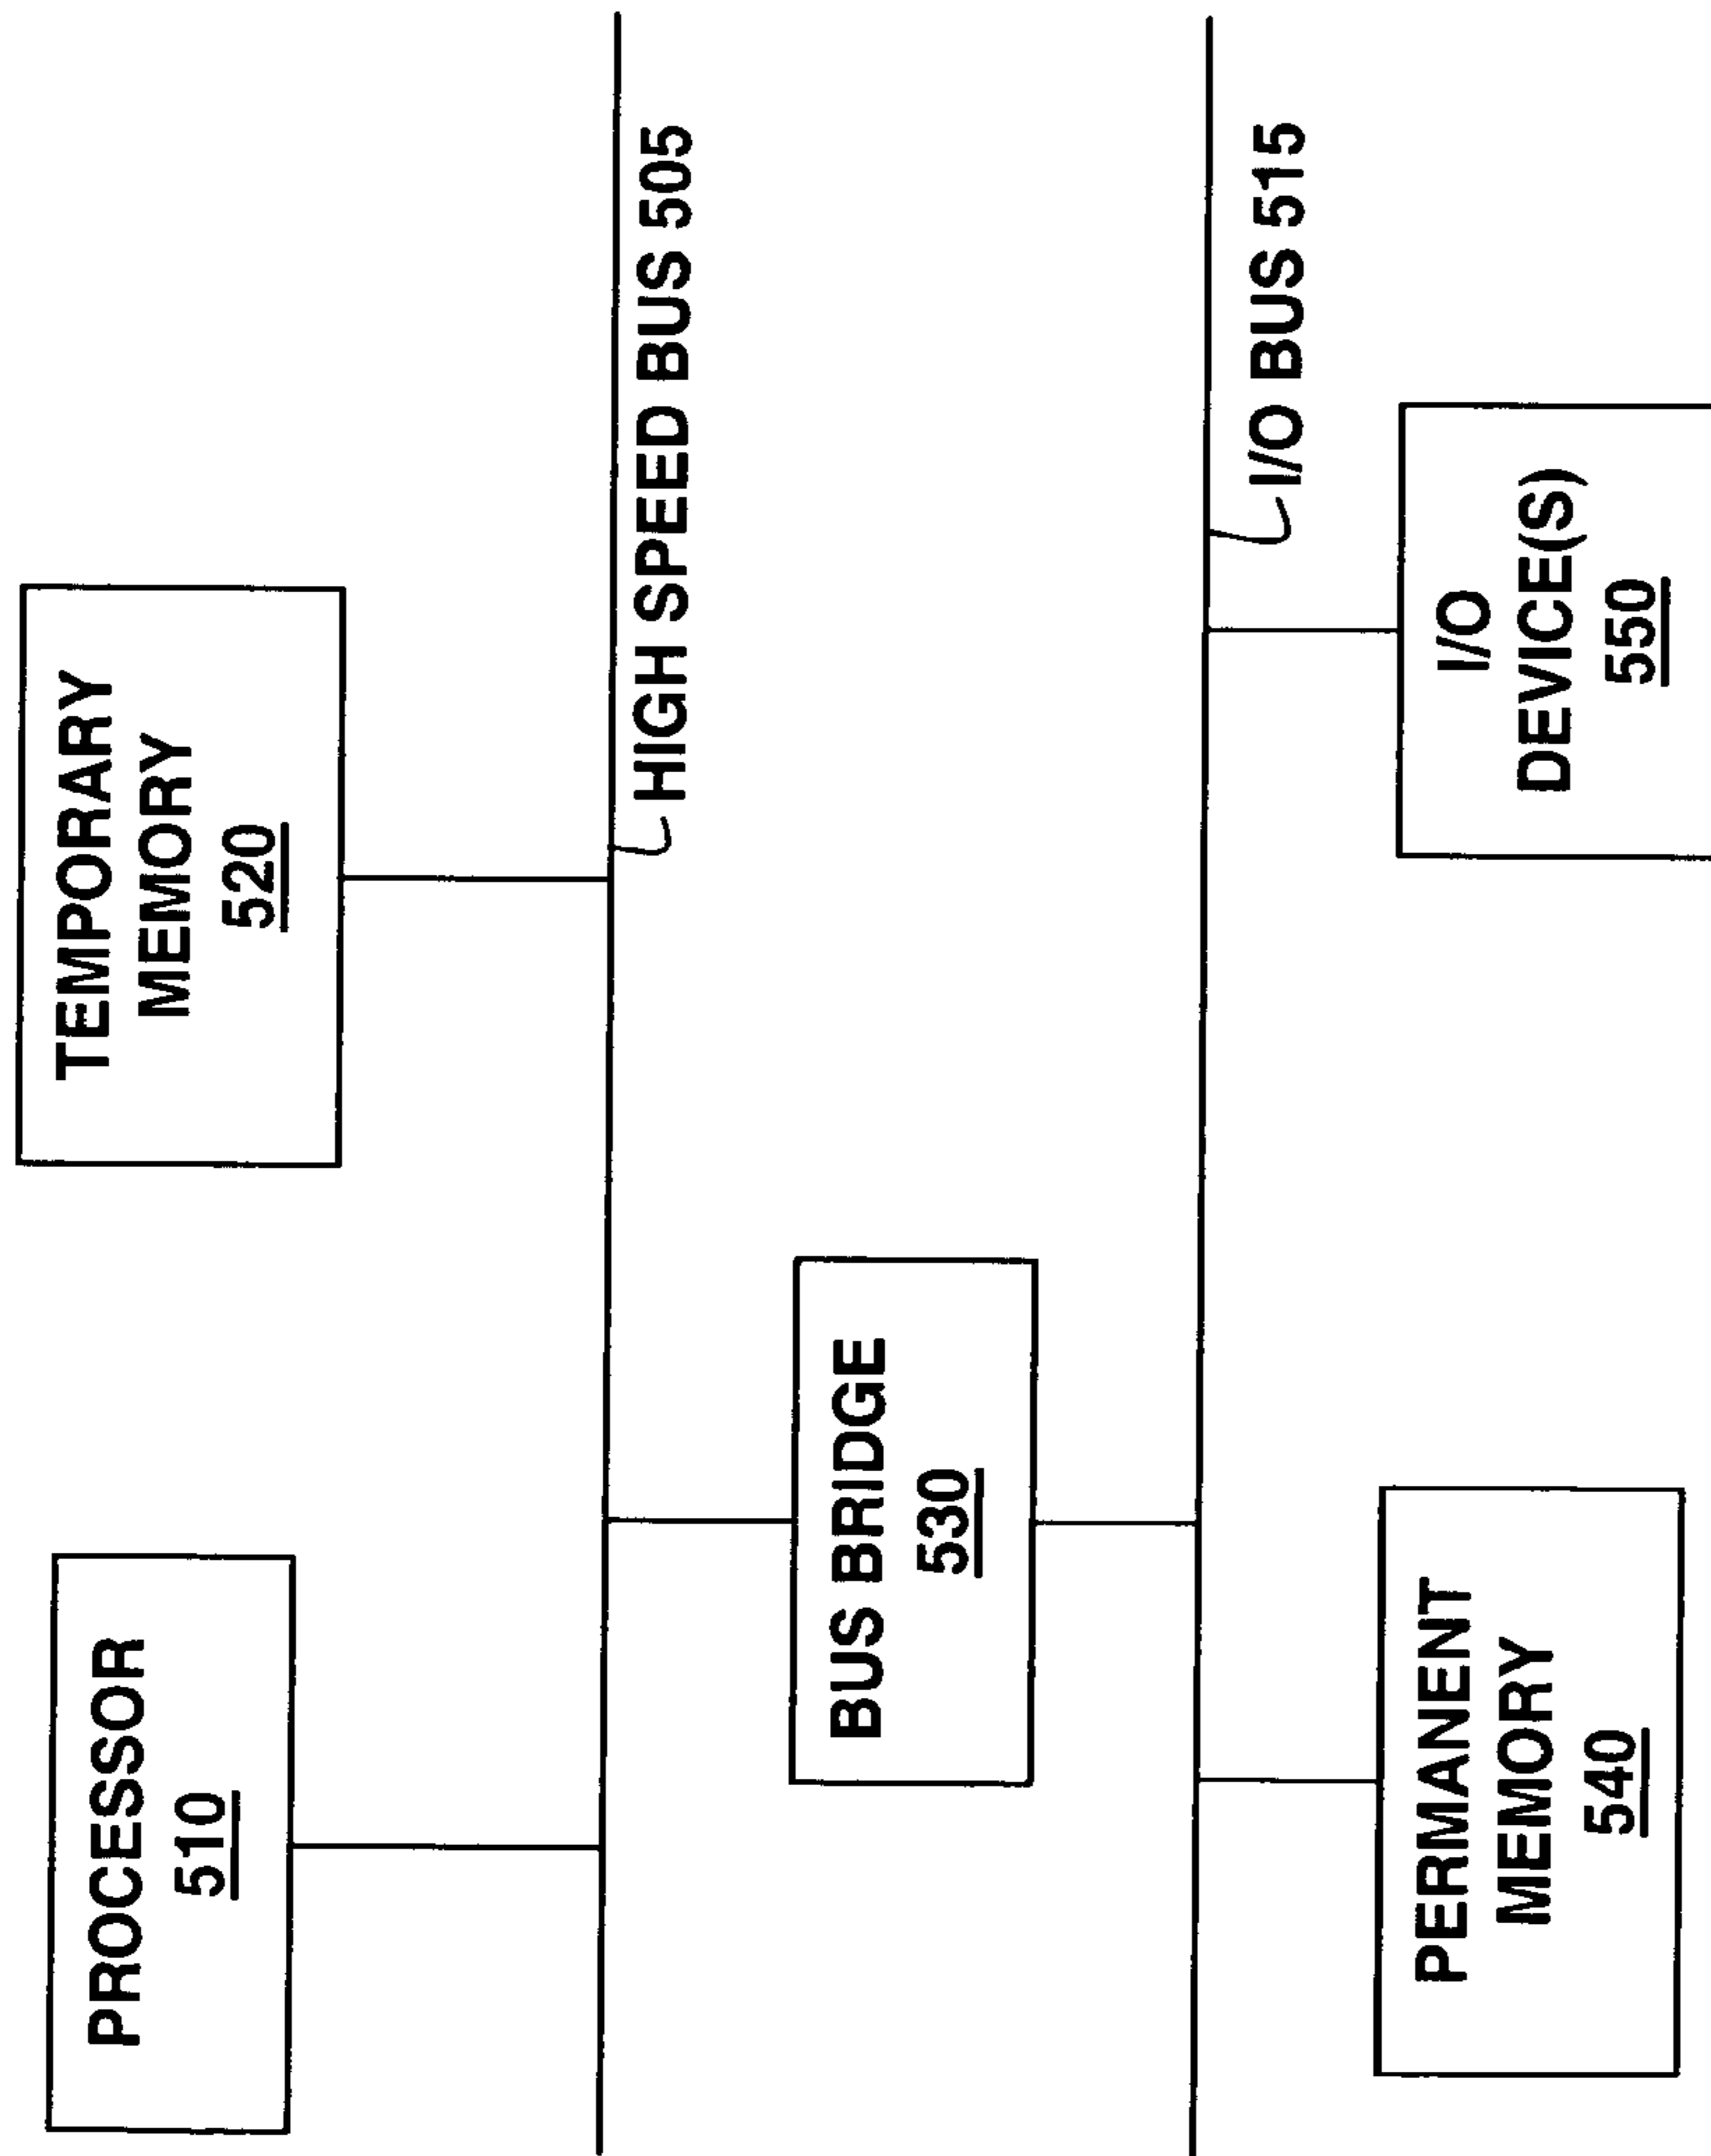 PROCESSOR
510
TEMPORARY
MEMORY
520
HIGH SPEED BUS 505
BUS BRIDGE
530
I/O BUS 515
PERMANENT
MEMORY
540
I/O
DEVICE(S)
550